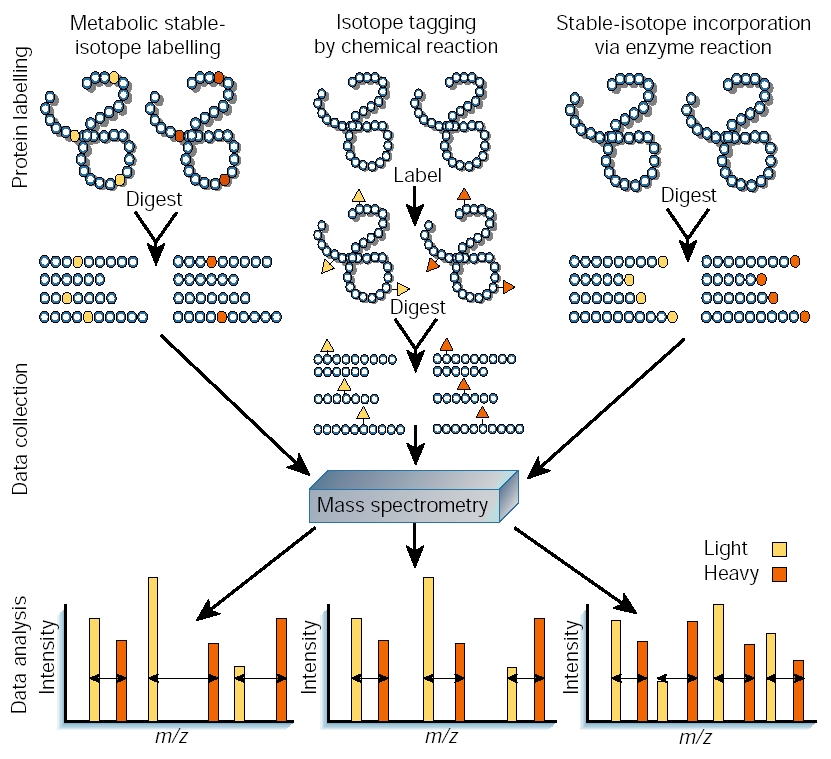 Metabolic stable-
isotope labelling
Isotope tagging
by chemical reaction
Stable-isotope incorporation
via enzyme reaction
Protein labelling
Label
Digest
Digest
Digest
Data collection
Mass spectrometry
Light
Heavy
Data analysis
Intensity
Intensity
Intensity
m/z
m/z
m/z